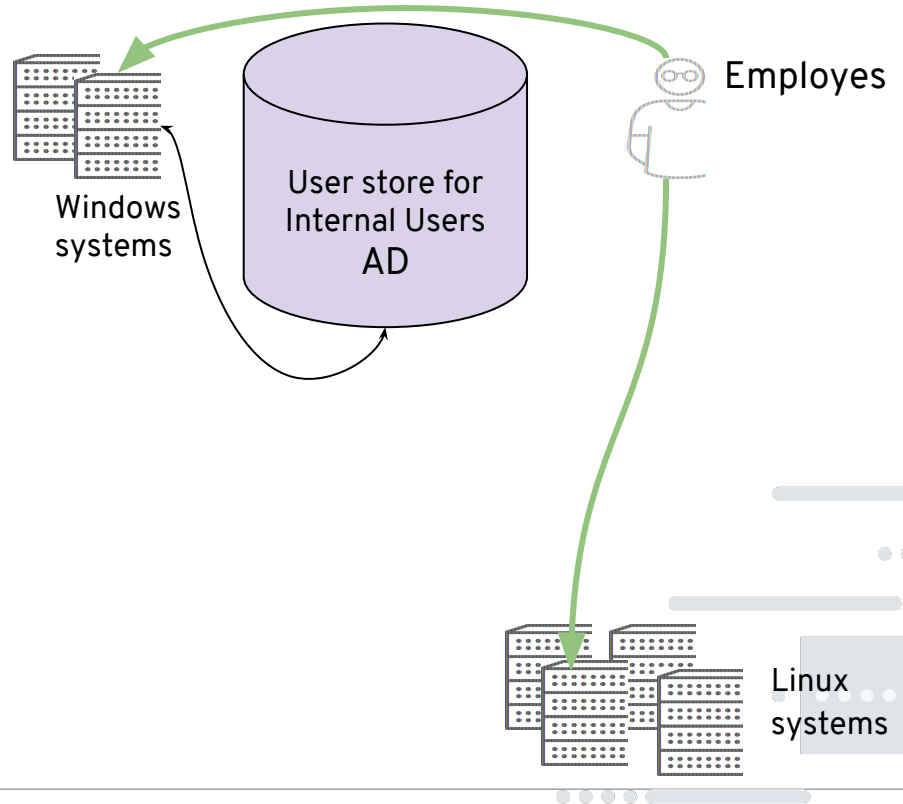 Employes
User store for
Internal Users
AD
Windows
systems
Linux
systems